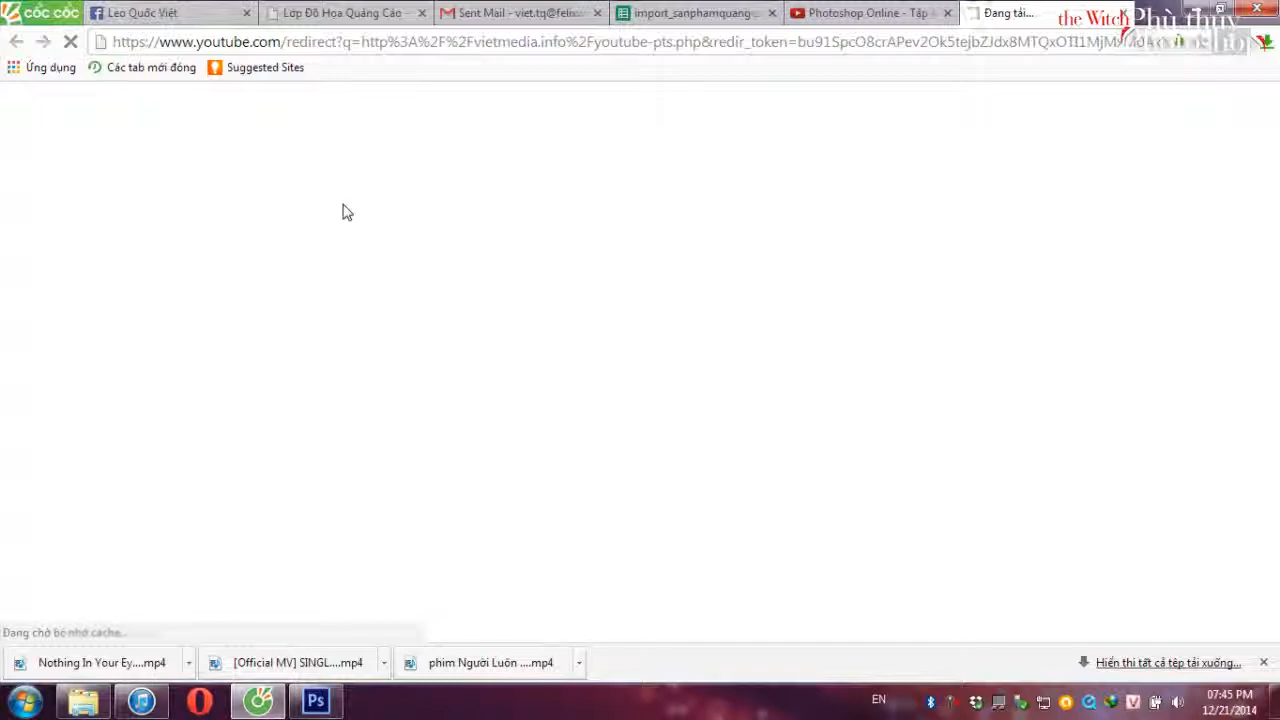 CỐC CỐC
Leo Quốc Việt
Lớp Đồ Họa Quảng Cáo -
Sent Mail - viet.tq@felix
import_sanphamquang
Photoshop Online - Tập
Đang tải...
the Witch Phù thủy
https://www.youtube.com/redirect?q=http%3A%2F%2Fvietmedia.info%2Fyoutube-pts.php&redir_token=
Ứng dụng
Các tab mới đóng
Suggested Sites
Đang chờ bộ nhớ cache...
Nothing In Your Ey....mp4
[Official MV] SINGL....mp4
phim Người Luôn ....mp4
Hiển thị tất cả tệp tải xuống...
Ps
EN
07:45 PM
12/21/2014